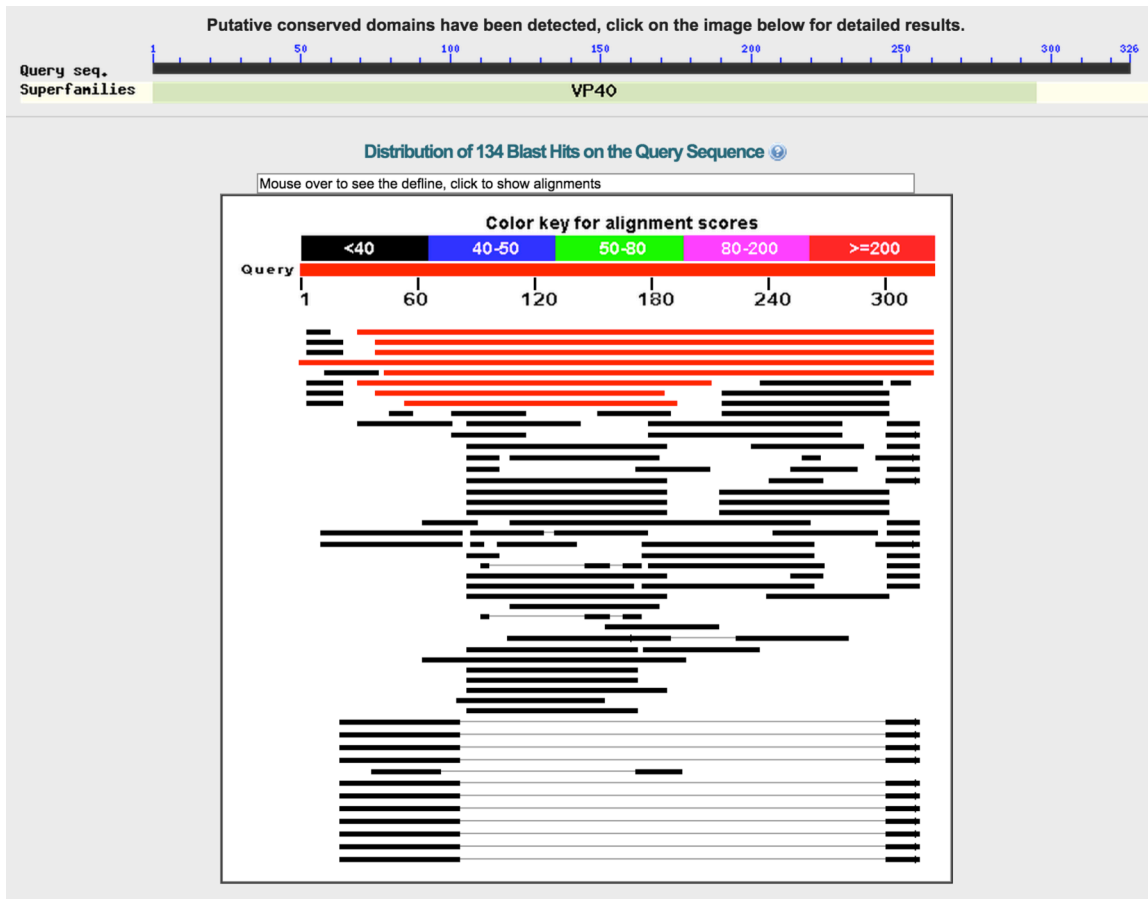 Putative conserved domains have been detected, click on the image below for detailed results.
1 50 100 150 200 250 300 326
Query seq.
Superfamilies VP40
Distribution of 134 Blast Hits on the Query Sequence ?
Mouse over to see the defline, click to show alignments
Color key for alignment scores
<40 40-50 50-80 80-200 >=200
Query
1 60 120 180 240 300